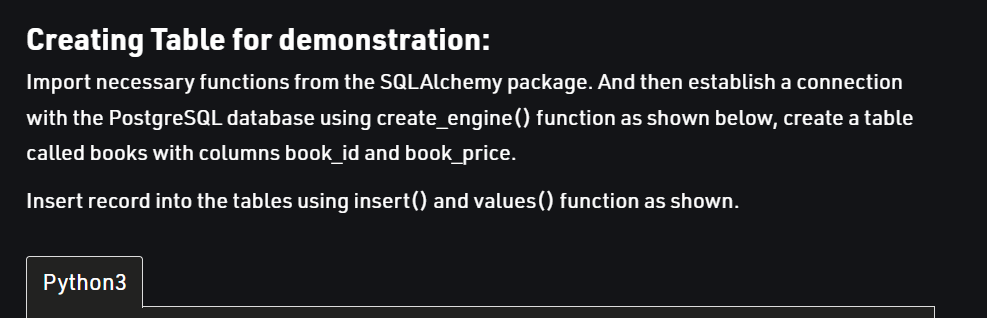 Creating Table for demonstration:
Import necessary functions from the SQLAlchemy package. And then establish a connection
with the PostgreSQL database using create_engine() function as shown below, create a table
called books with columns book_id and book_price.
Insert record into the tables using insert() and values() function as shown.
Python3